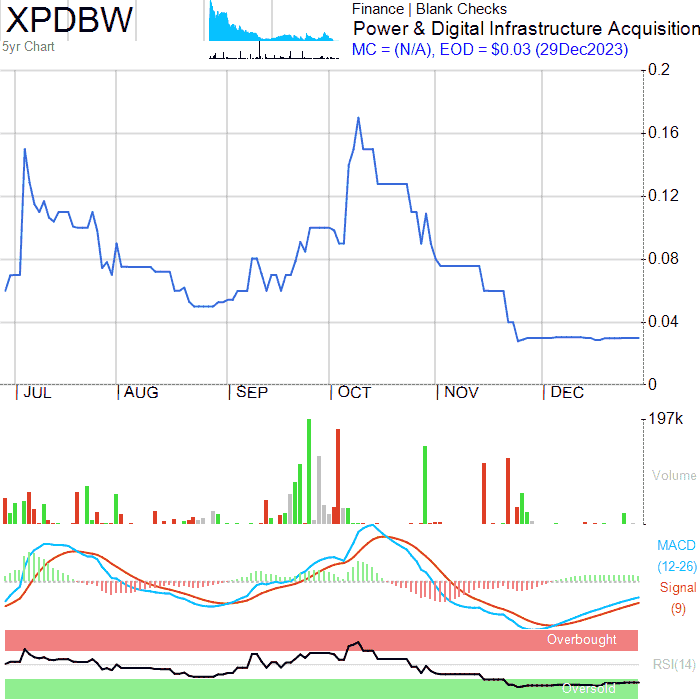 XPDBW
5yr Chart
Finance | Blank Checks
Power & Digital Infrastructure Acquisition
MC = (N/A), EOD = $0.03 (29Dec2023)
0.2
0.16
0.12
0.08
0.04
0
JUL AUG SEP OCT NOV DEC
197k
Volume
MACD
(12-26)
Signal
(9)
Overbought
RSI(14)
Oversold